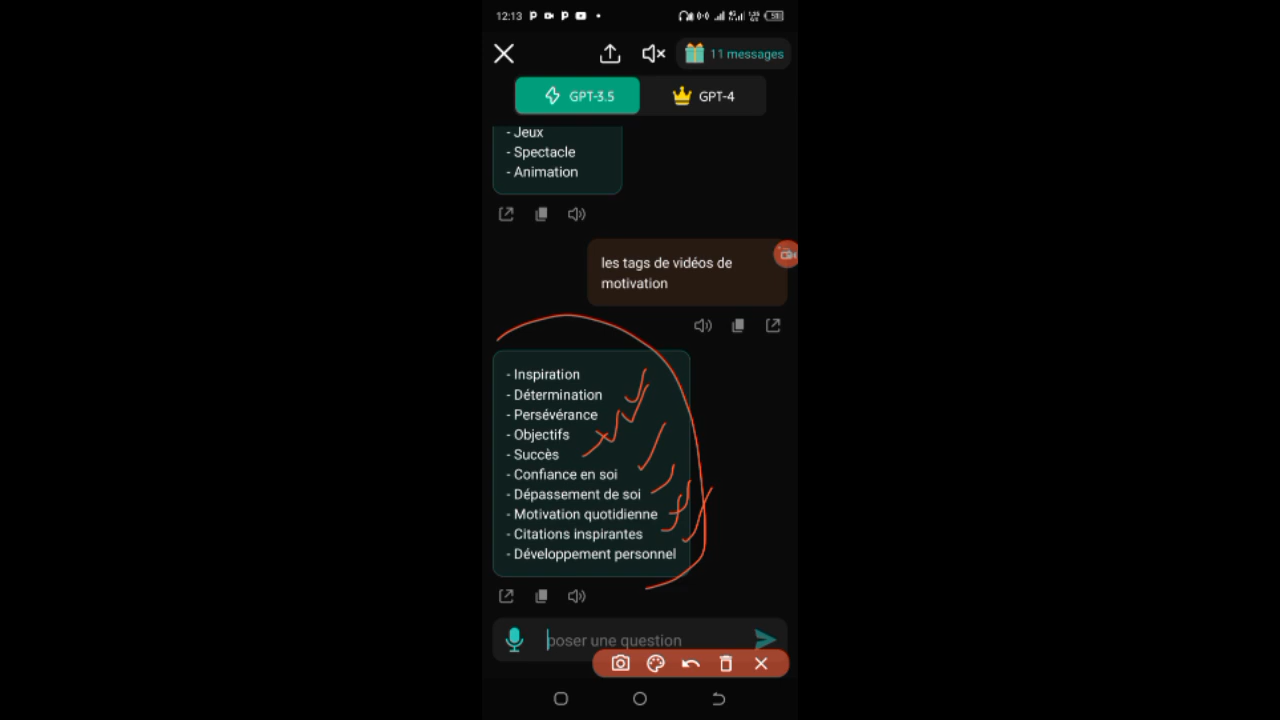 12:13
11 messages
GPT-3.5
GPT-4
- Jeux
- Spectacle
- Animation
les tags de vidéos de
motivation
- Inspiration
- Détermination
- Persévérance
- Objectifs
- Succès
- Confiance en soi
- Dépassement de soi
- Motivation quotidienne
- Citations inspirantes
- Développement personnel
poser une question